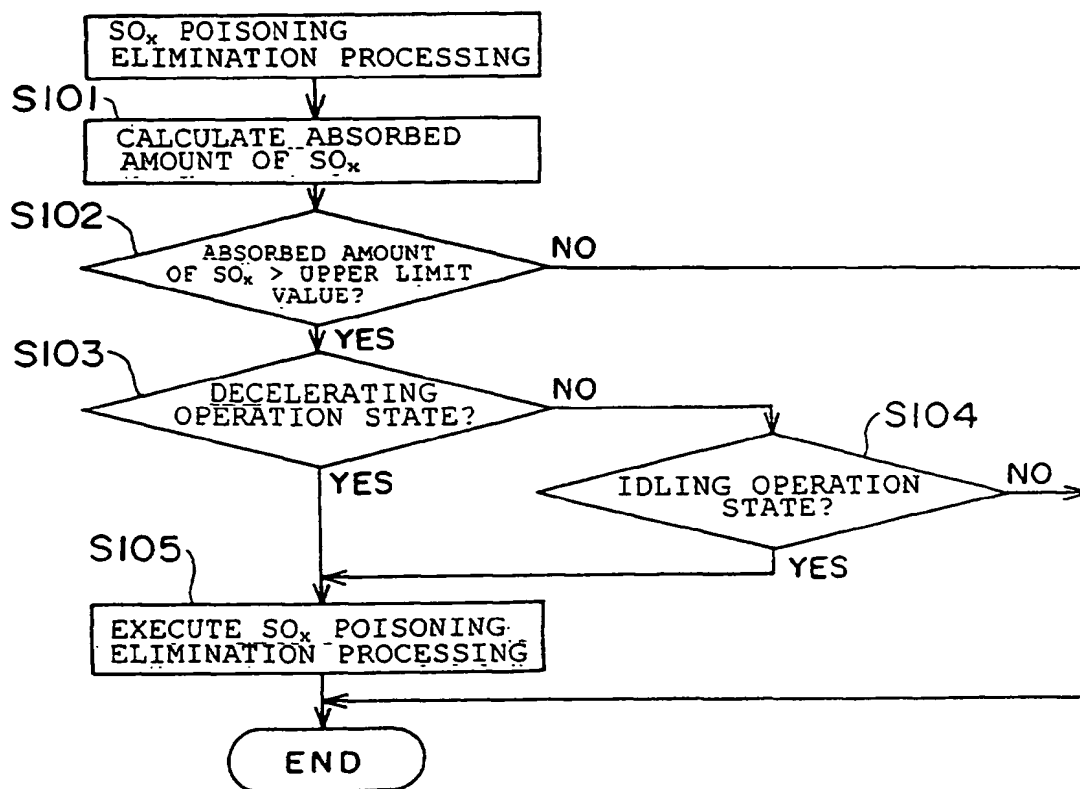 SOx POISONING
ELIMINATION PROCESSING
S101
CALCULATE ABSORBED
AMOUNT OF SOx
S102
ABSORBED AMOUNT
OF SOx > UPPER LIMIT
VALUE?
NO
YES
S103
DECELERATING
OPERATION STATE?
NO
YES
S104
IDLING OPERATION
STATE?
NO
YES
S105
EXECUTE SOx POISONING
ELIMINATION PROCESSING
END